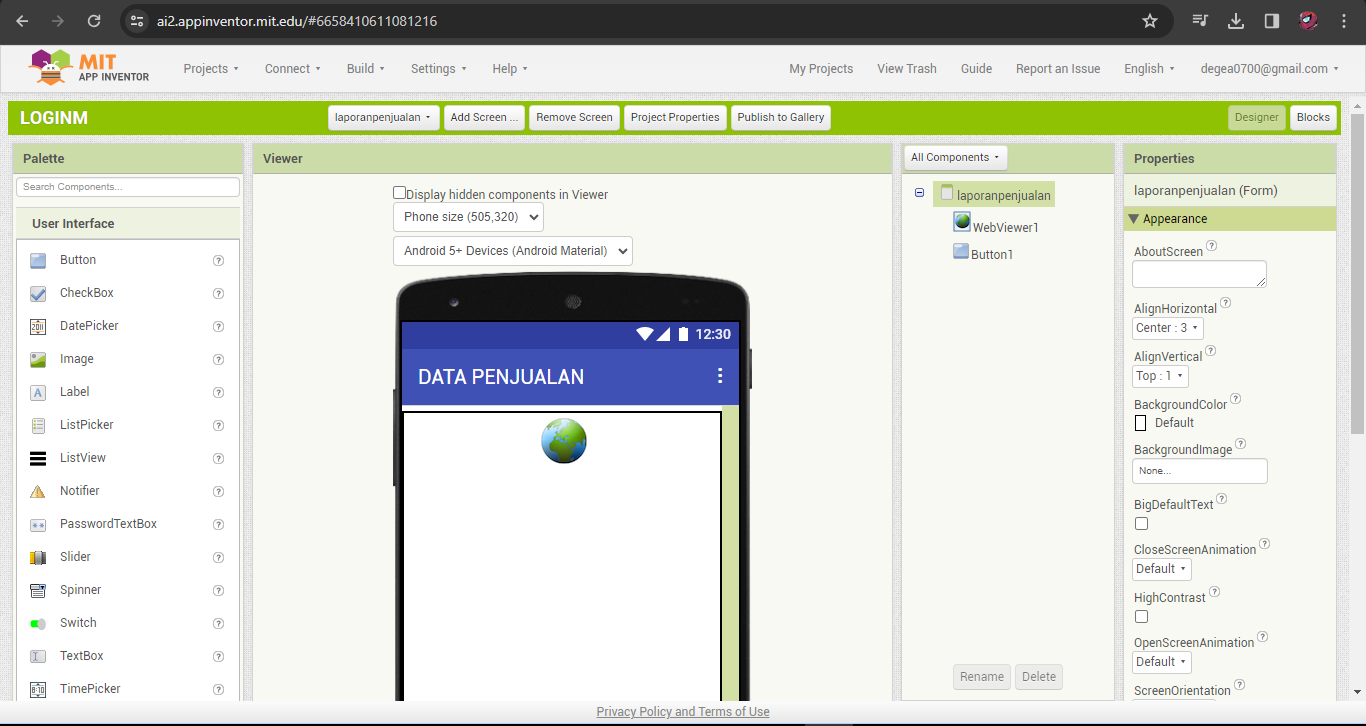 ai2.appinventor.mit.edu/#6658410611081216
MIT
APP INVENTOR
Projects
Connect
Build
Settings
Help
My Projects
View Trash
Guide
Report an Issue
English
degea0700@gmail.com
LOGINM
laporanpenjualan
Add Screen ...
Remove Screen
Project Properties
Publish to Gallery
Designer
Blocks
Palette
Search Components...
User Interface
Button
CheckBox
DatePicker
Image
Label
ListPicker
ListView
Notifier
PasswordTextBox
Slider
Spinner
Switch
TextBox
TimePicker
Viewer
Display hidden components in Viewer
Phone size (505,320)
Android 5+ Devices (Android Material)
12:30
DATA PENJUALAN
All Components
laporanpenjualan
WebViewer1
Button1
Rename
Delete
Properties
laporanpenjualan (Form)
Appearance
AboutScreen
AlignHorizontal
Center : 3
AlignVertical
Top : 1
BackgroundColor
Default
BackgroundImage
None...
BigDefaultText
CloseScreenAnimation
Default
HighContrast
OpenScreenAnimation
Default
ScreenOrientation
Privacy Policy and Terms of Use